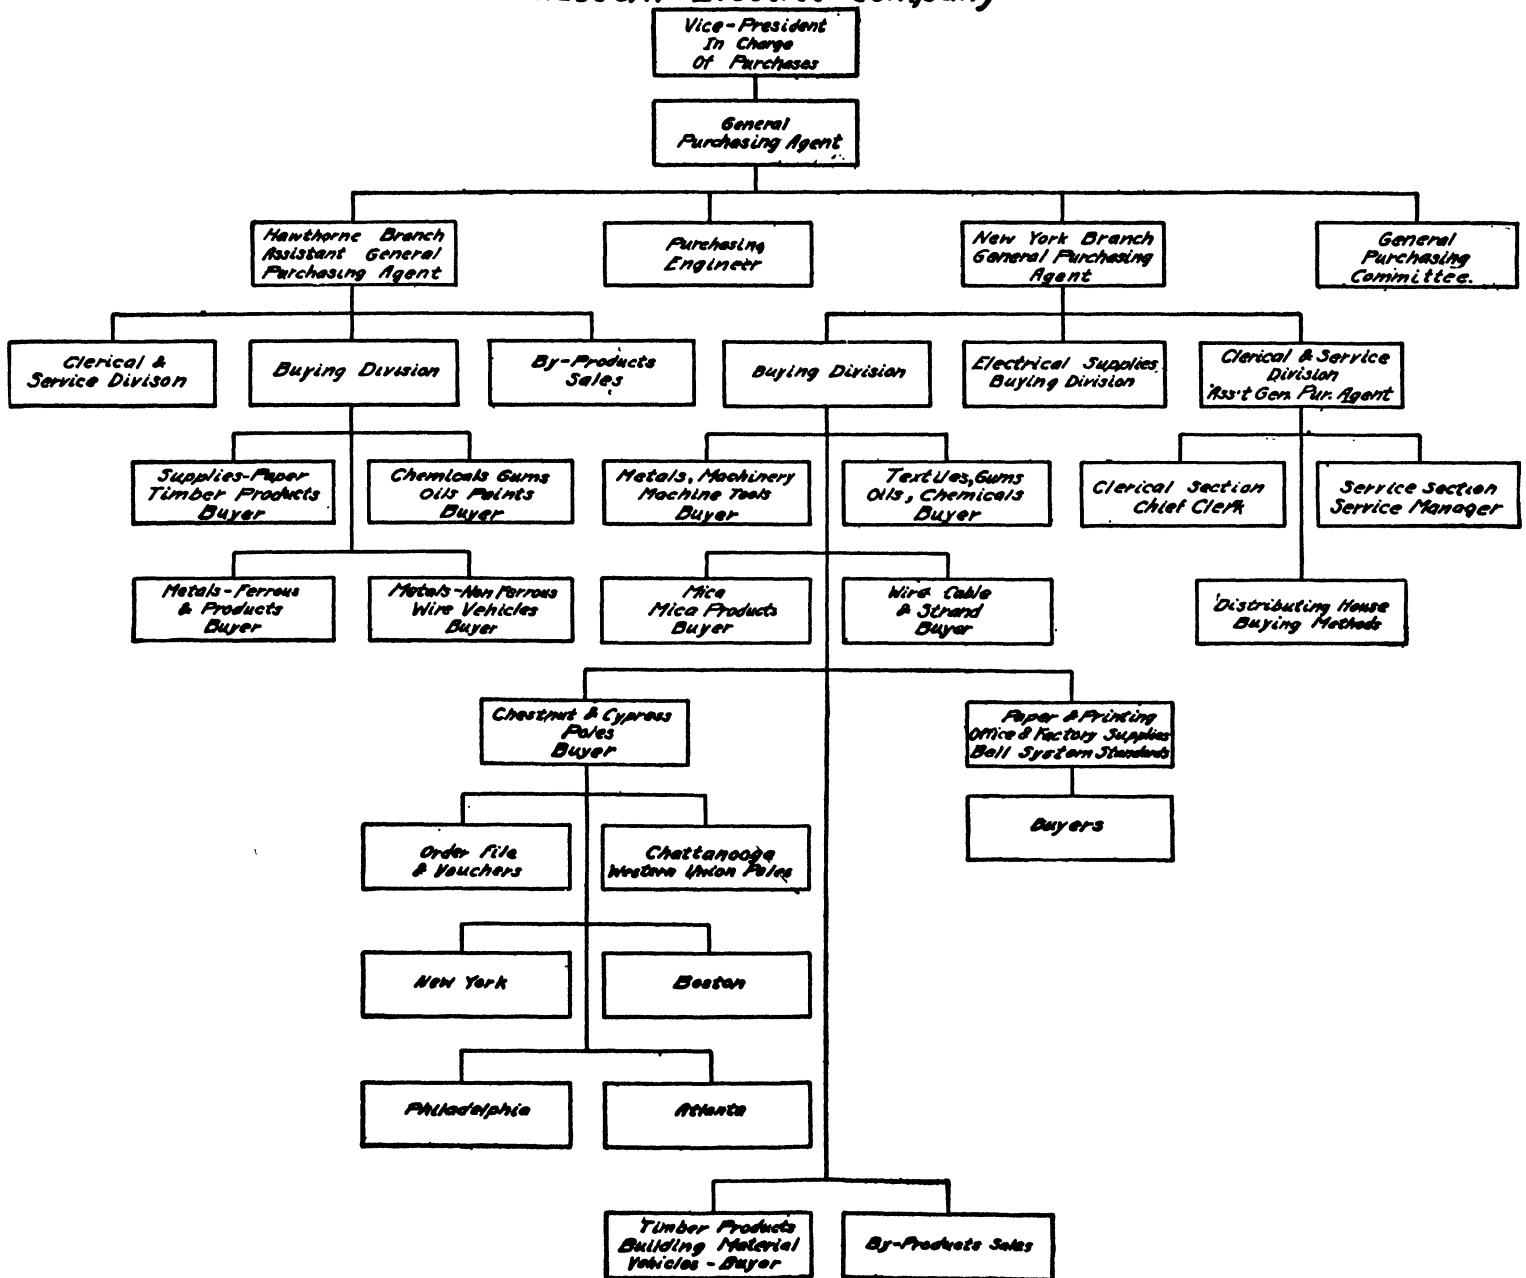 Electric Company
Vice-President
In Charge
Of Purchases
General
Purchasing Agent
Hawthorne Branch
Assistant General
Purchasing Agent
Purchasing
Engineer
New York Branch
General Purchasing
Agent
General
Purchasing
Committee.
Clerical &
Service Divison
Buying Division
By-Products
Sales
Buying Division
Electrical Supplies
Buying Division
Clerical & Service
Division
Ass't Gen. Pur. Agent
Supplies-Paper
Timber Products
Buyer
Chemicals Gums
Oils Paints
Buyer
Metals, Machinery
Machine Tools
Buyer
Textiles, Gums
Oils, Chemicals
Buyer
Clerical Section
Chief Clerk
Service Section
Service Manager
Metals-Ferrous
& Products
Buyer
Metals-Non Ferrous
Wire Vehicles
Buyer
Mica
Mica Products
Buyer
Wire Cable
& Strand
Buyer
Distributing House
Buying Methods
Chestnut & Cypress
Poles
Buyer
Paper & Printing
Office & Factory Supplies
Bell System Standards
Buyers
Order File
& Vouchers
Chattanooga
Western Union Poles
New York
Boston
Philadelphia
Atlanta
Timber Products
Building Material
Vehicles - Buyer
By-Products Sales